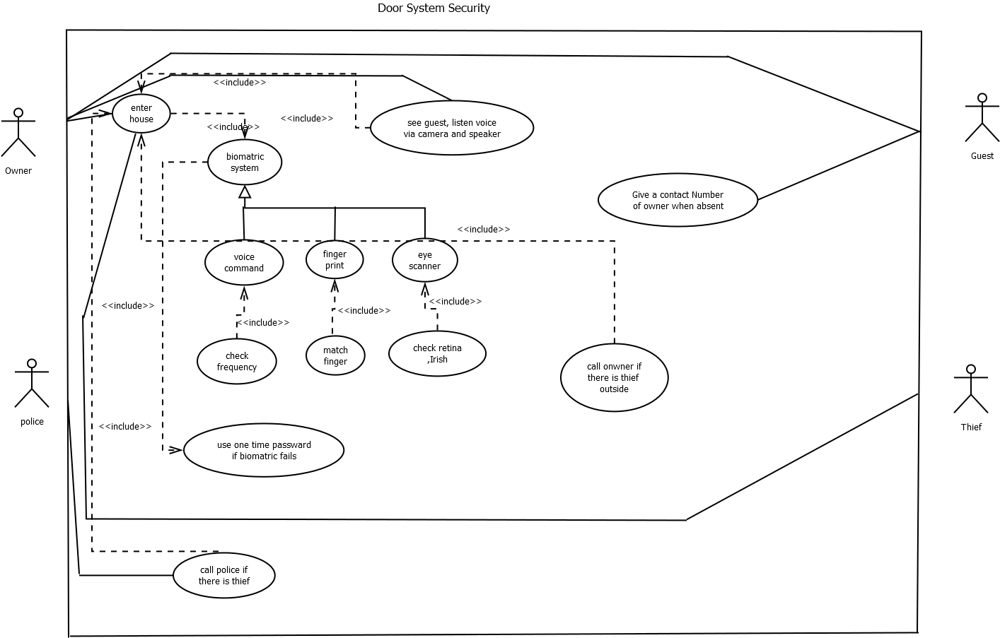 Door System Security
<<include>>
enter
house
<<include>>
<<include>>
see guest, listen voice
via camera and speaker
Owner
Guest
biomatric
system
Give a contact Number
of owner when absent
<<include>>
voice
command
finger
print
eye
scanner
<<include>>
<<include>>
<<include>>
<<include>>
check
frequency
match
finger
check retina
,Irish
call onwner if
there is thief
outside
police
Thief
<<include>>
use one time passward
if biomatric fails
call police if
there is thief